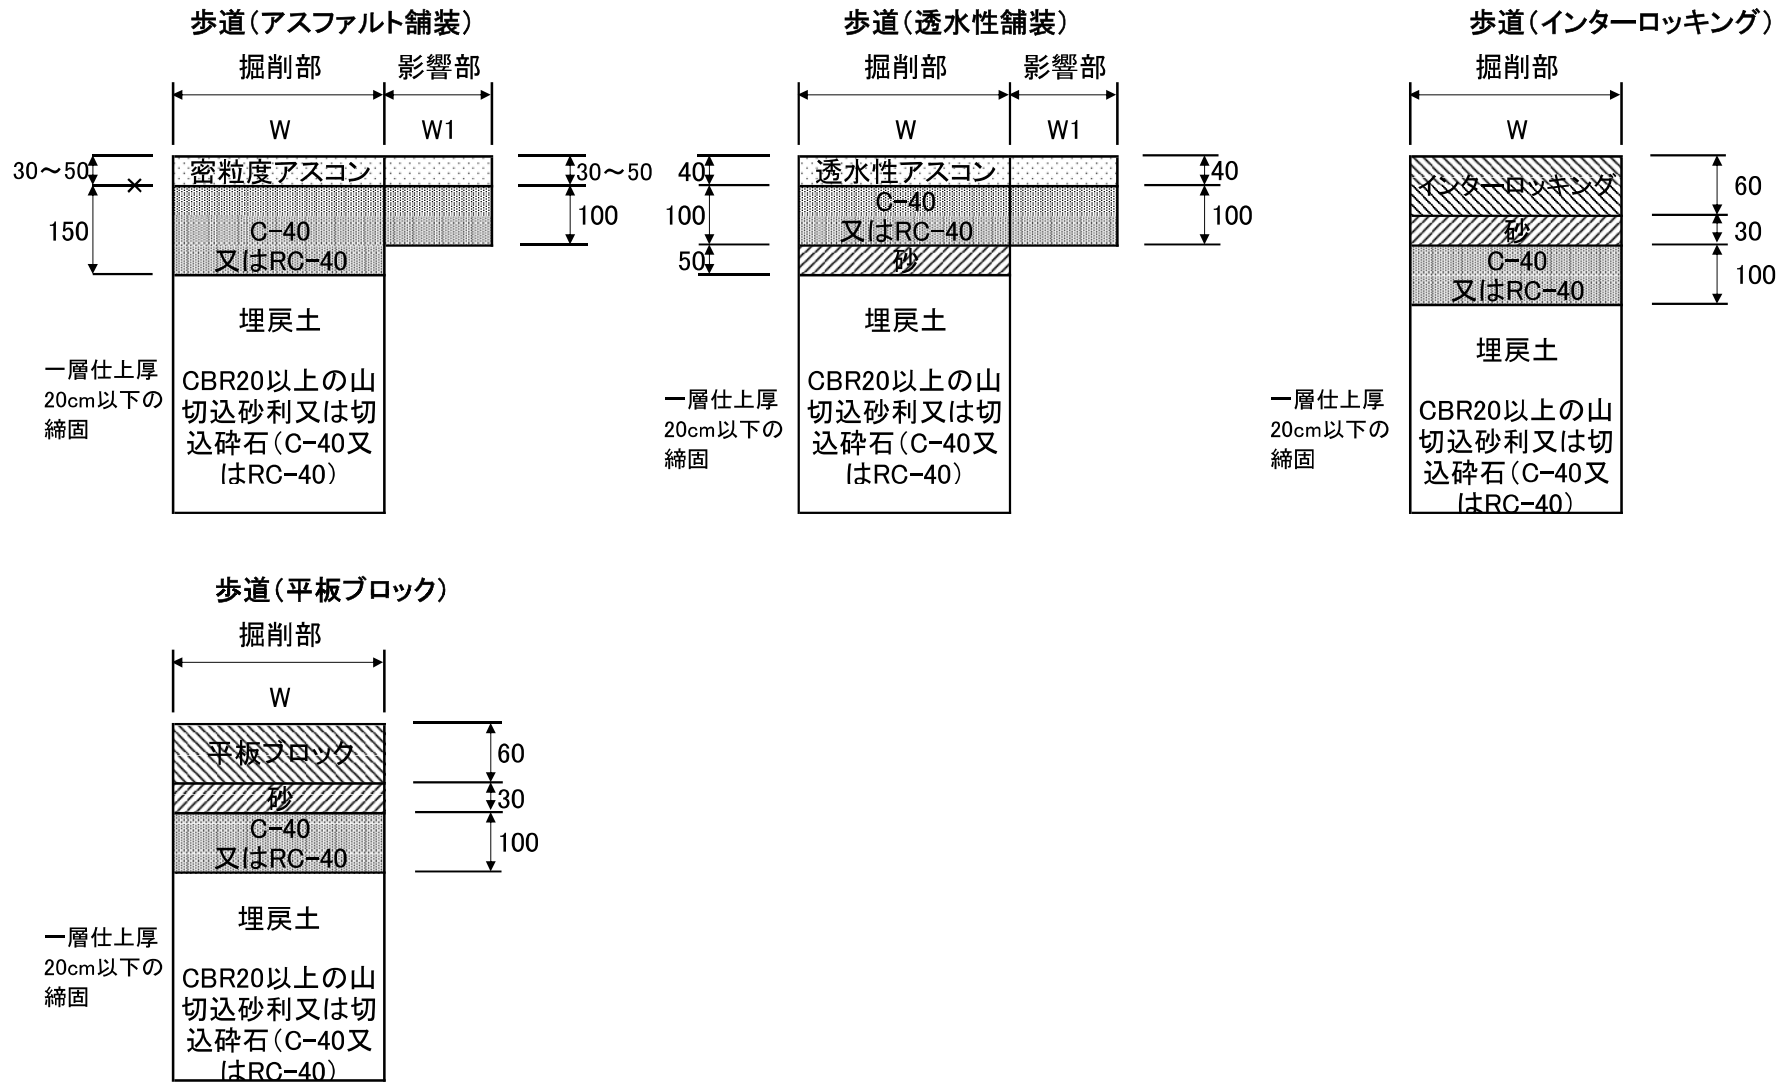 歩道(アスファルト舗装)
掘削部 影響部
W W1
30～50
密粒度アスコン
30～50
150
C-40
又はRC-40
100
埋戻土
一層仕上厚
20cm以下の
締固
CBR20以上の山
切込砂利又は切
込砕石(C-40又
はRC-40)
歩道(透水性舗装)
掘削部 影響部
W W1
40
透水性アスコン
40
100
C-40
又はRC-40
100
50
砂
埋戻土
一層仕上厚
20cm以下の
締固
CBR20以上の山
切込砂利又は切
込砕石(C-40又
はRC-40)
歩道(インターロッキング)
掘削部
W
インターロッキング
60
砂
30
C-40
又はRC-40
100
埋戻土
一層仕上厚
20cm以下の
締固
CBR20以上の山
切込砂利又は切
込砕石(C-40又
はRC-40)
歩道(平板ブロック)
掘削部
W
平板ブロック
60
砂
30
C-40
又はRC-40
100
埋戻土
一層仕上厚
20cm以下の
締固
CBR20以上の山
切込砂利又は切
込砕石(C-40又
はRC-40)